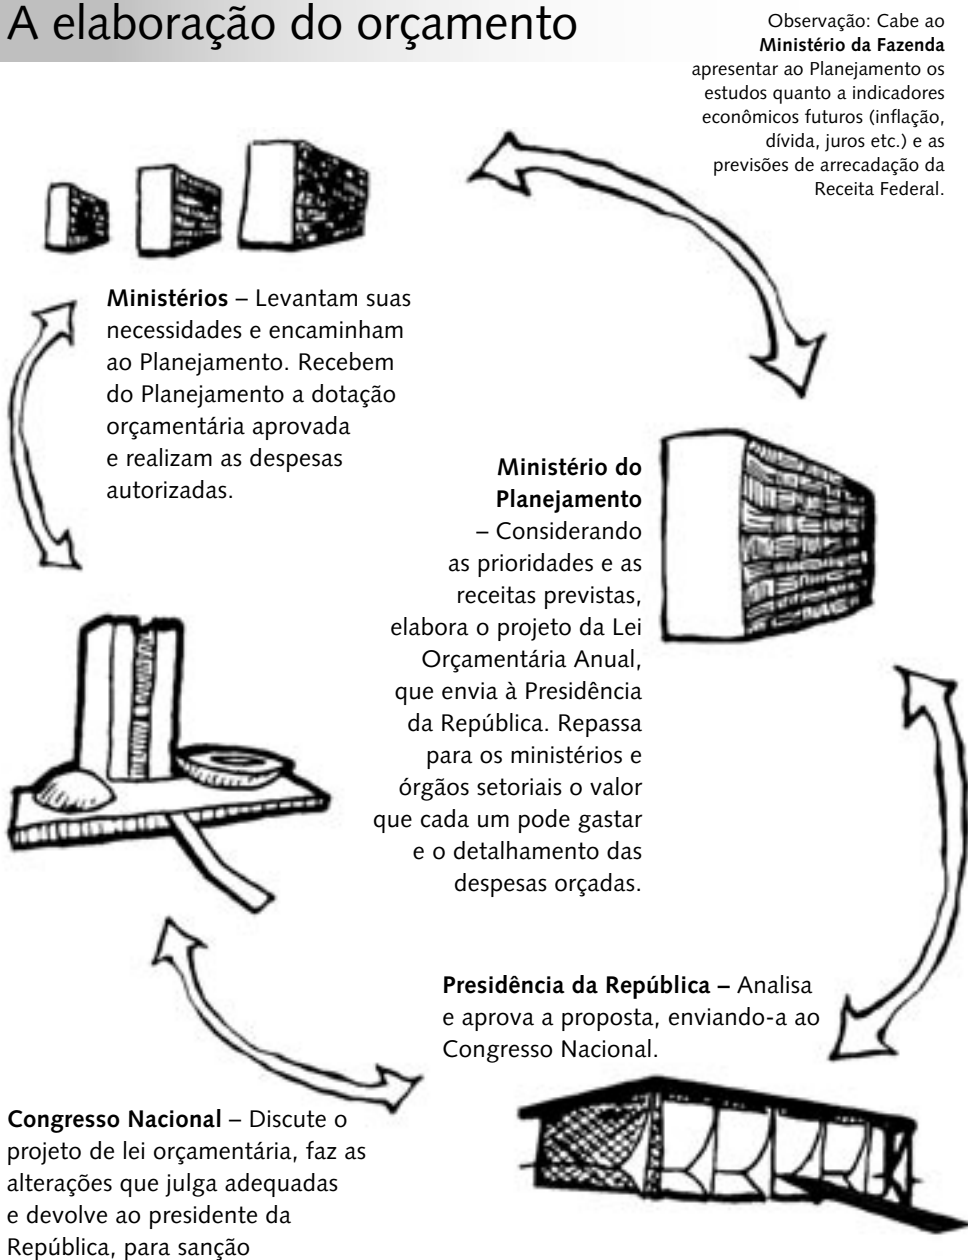 A elaboração do orçamento
Observação: Cabe ao
Ministério da Fazenda
apresentar ao Planejamento os
estudos quanto a indicadores
econômicos futuros (inflação,
dívida, juros etc.) e as
previsões de arrecadação da
Receita Federal.
Ministérios – Levantam suas
necessidades e encaminham
ao Planejamento. Recebem
do Planejamento a dotação
orçamentária aprovada
e realizam as despesas
autorizadas.
Ministério do
Planejamento
– Considerando
as prioridades e as
receitas previstas,
elabora o projeto da Lei
Orçamentária Anual,
que envia à Presidência
da República. Repassa
para os ministérios e
órgãos setoriais o valor
que cada um pode gastar
e o detalhamento das
despesas orçadas.
Presidência da República – Analisa
e aprova a proposta, enviando-a ao
Congresso Nacional.
Congresso Nacional – Discute o
projeto de lei orçamentária, faz as
alterações que julga adequadas
e devolve ao presidente da
República, para sanção